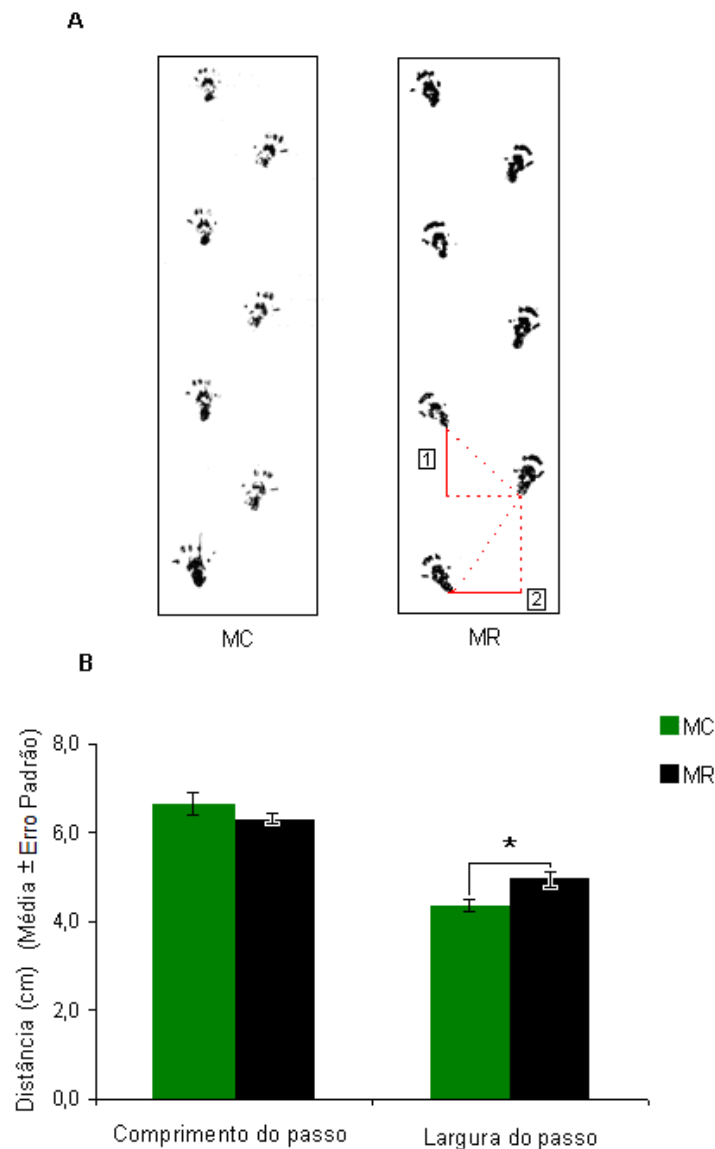 A
1
2
MC
MR
B
MC
MR
Distância (cm) (Média ± Erro Padrão)
8,0
6,0
4,0
2,0
0,0
*
Comprimento do passo
Largura do passo